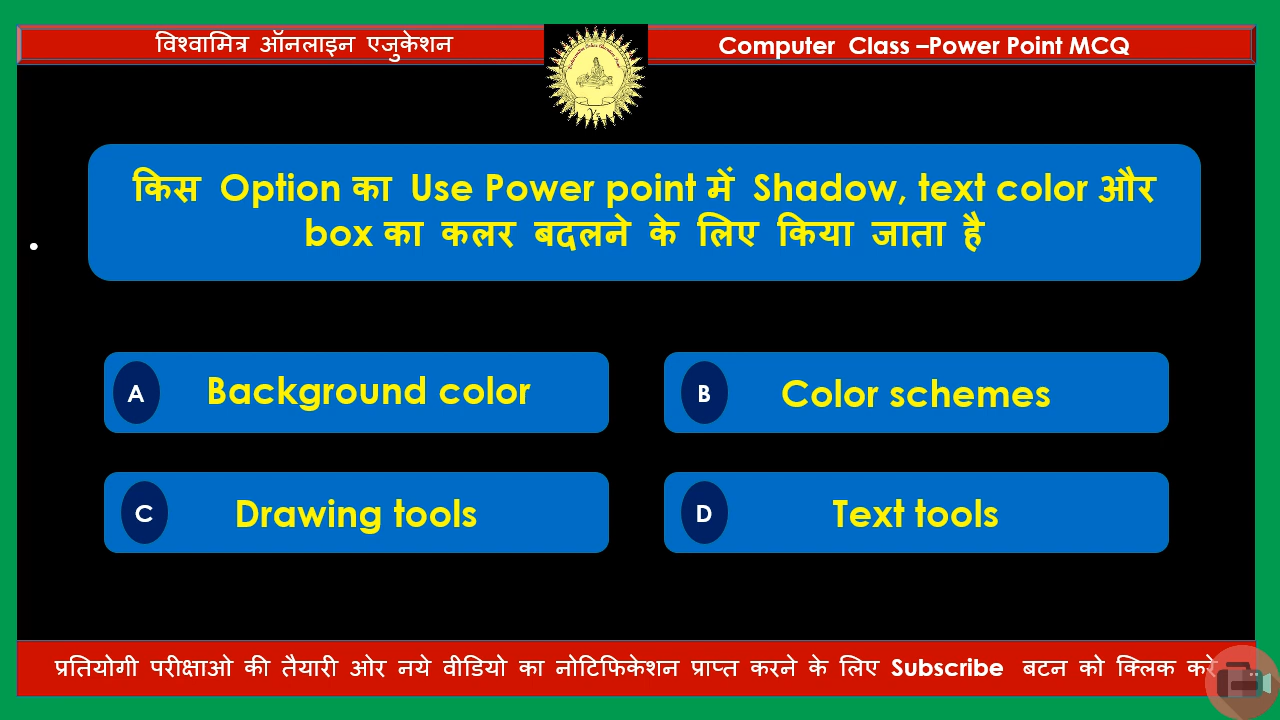 विश्वामित्र ऑनलाइन एजुकेशन
Computer Class –Power Point MCQ
किस Option का Use Power point में Shadow, text color और
box का कलर बदलने के लिए किया जाता है
A Background color
B Color schemes
C Drawing tools
D Text tools
प्रतियोगी परीक्षाओ की तैयारी ओर नये वीडियो का नोटिफिकेशन प्राप्त करने के लिए Subscribe बटन को क्लिक करे